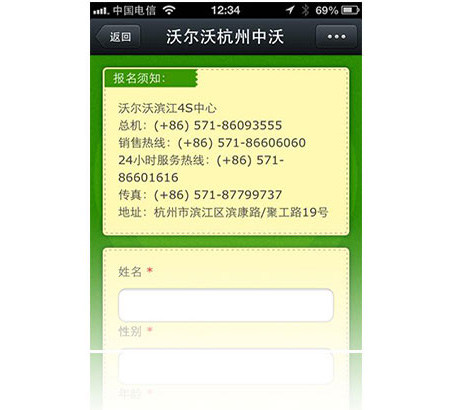 中国电信 12:34 69%
返回 沃尔沃杭州中沃
报名须知：
沃尔沃滨江4S中心
总机：(+86) 571-86093555
销售热线：(+86) 571-86606060
24小时服务热线：(+86) 571-
86601616
传真：(+86) 571-87799737
地址：杭州市滨江区滨康路/聚工路19号
姓名 *
性别 *
年龄 *